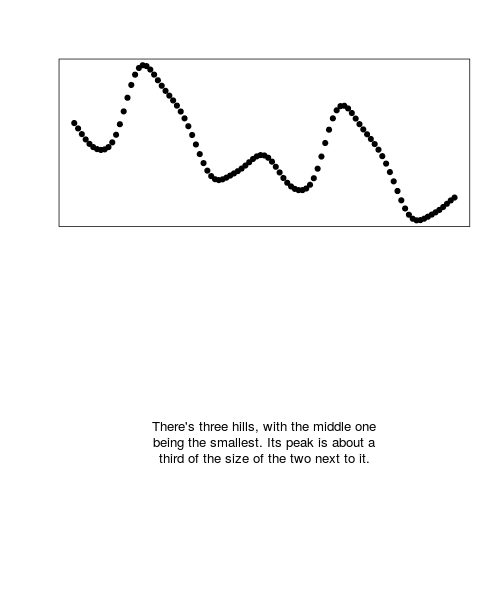 There's three hills, with the middle one
being the smallest. Its peak is about a
third of the size of the two next to it.